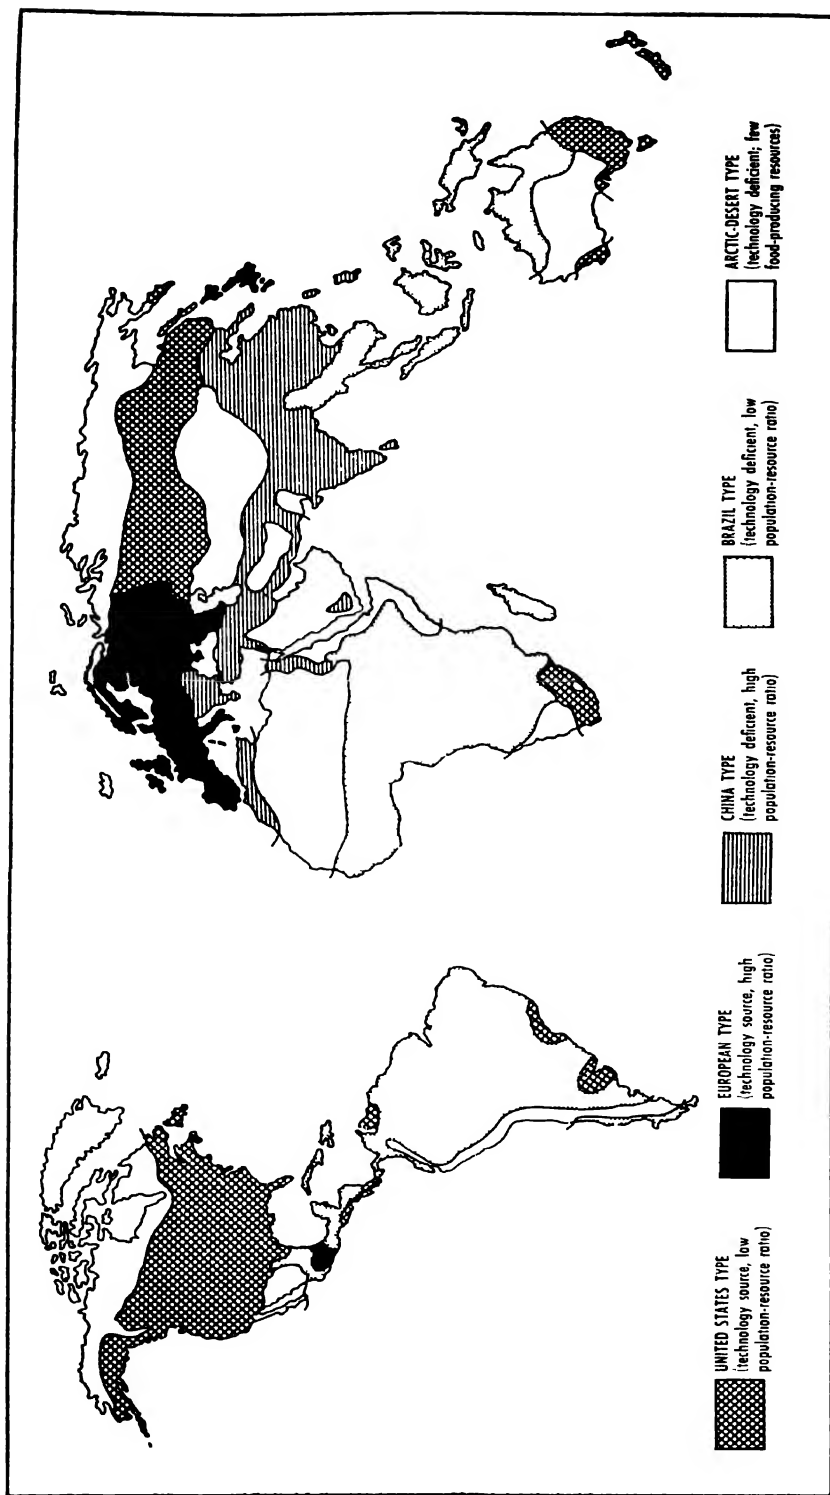 UNITED STATES TYPE
(technology source, low
population-resource ratio)
EUROPEAN TYPE
(technology source, high
population-resource ratio)
CHINA TYPE
(technology deficient, high
population-resource ratio)
BRAZIL TYPE
(technology deficient, low
population-resource ratio)
ARCTIC-DESERT TYPE
(technology deficient; few
food-producing resources)